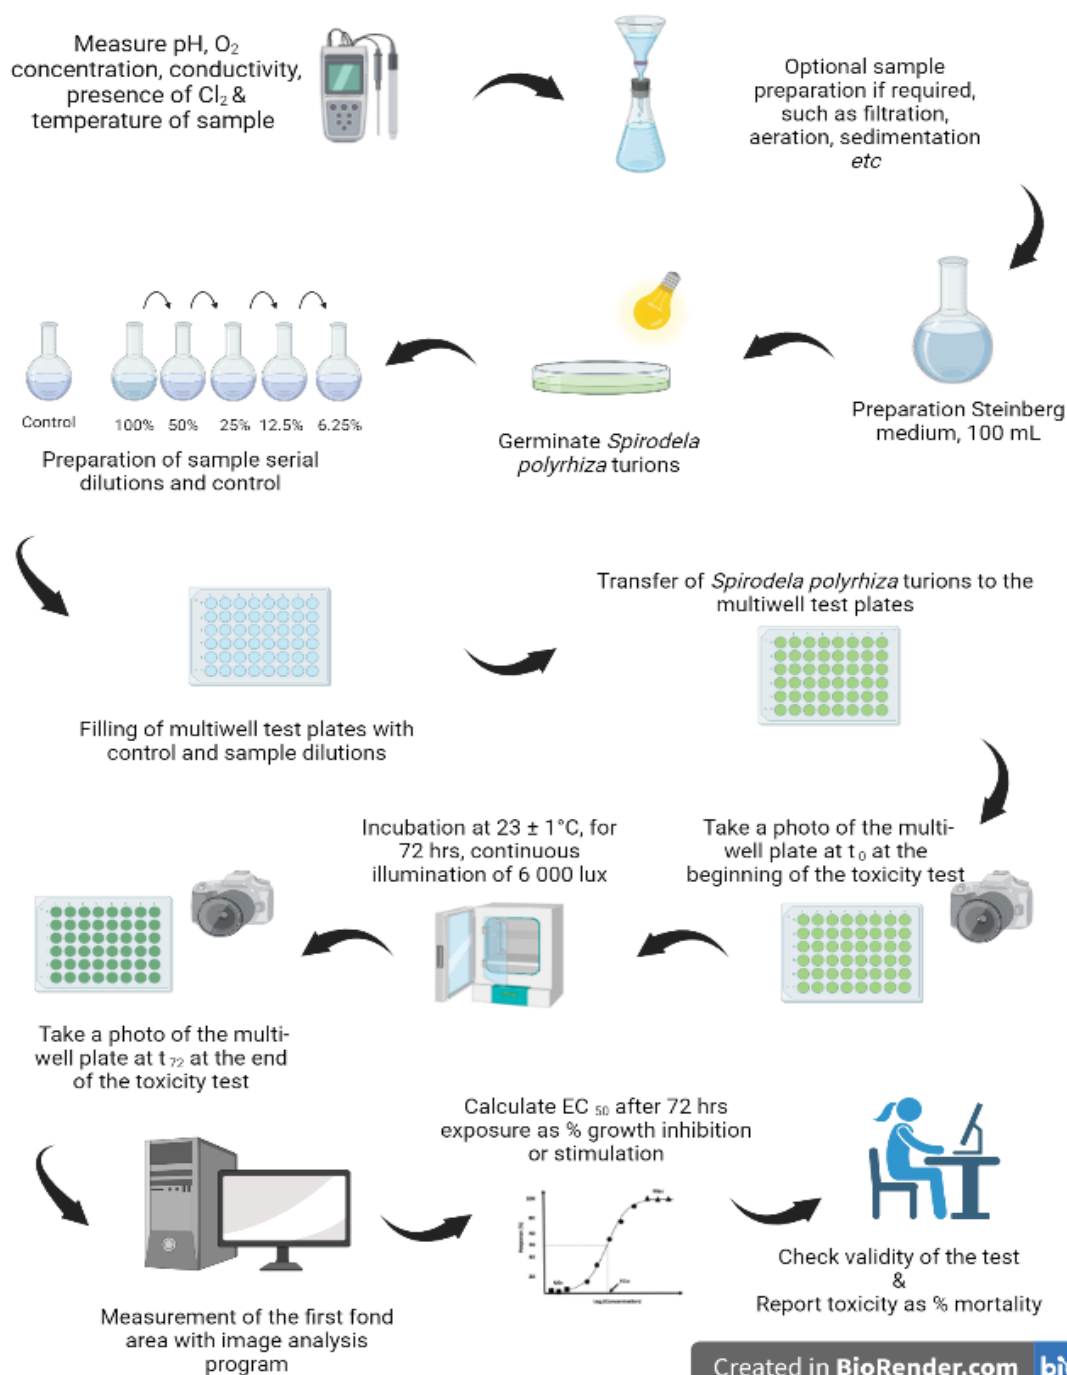 Measure pH, O₂
concentration, conductivity,
presence of Cl₂ &
temperature of sample
Optional sample
preparation if required,
such as filtration,
aeration, sedimentation
etc
Preparation Steinberg
medium, 100 mL
Germinate Spirodela
polyrhiza turions
Control
100% 50% 25% 12.5% 6.25%
Preparation of sample serial
dilutions and control
Filling of multiwell test plates with
control and sample dilutions
Transfer of Spirodela polyrhiza turions to the
multiwell test plates
Take a photo of the multi-
well plate at t₀ at the
beginning of the toxicity test
Incubation at 23 ± 1°C, for
72 hrs, continuous
illumination of 6 000 lux
Take a photo of the multi-
well plate at t₇₂ at the end
of the toxicity test
Measurement of the first fond
area with image analysis
program
Calculate EC ₅₀ after 72 hrs
exposure as % growth inhibition
or stimulation
Check validity of the test
&
Report toxicity as % mortality
Created in BioRender.com